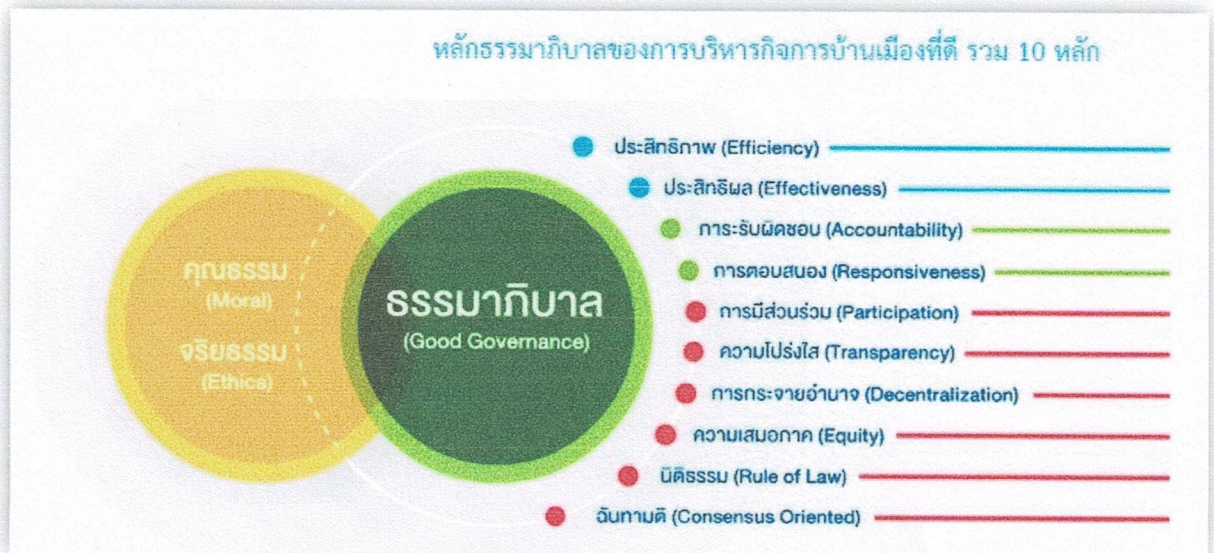 หลักธรรมาภิบาลของการบริหารกิจการบ้านเมืองที่ดี รวม 10 หลัก
คุณธรรม
(Moral)
จริยธรรม
(Ethics)
ธรรมาภิบาล
(Good Governance)
ประสิทธิภาพ (Efficiency)
ประสิทธิผล (Effectiveness)
ภาระรับผิดชอบ (Accountability)
การตอบสนอง (Responsiveness)
การมีส่วนร่วม (Participation)
ความโปร่งใส (Transparency)
การกระจายอำนาจ (Decentralization)
ความเสมอภาค (Equity)
นิติธรรม (Rule of Law)
ฉันทามติ (Consensus Oriented)